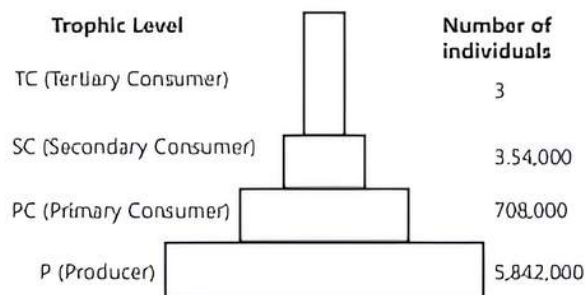 Trophic Level
Number of
individuals
TC (Tertiary Consumer)
3
SC (Secondary Consumer)
3.54,000
PC (Primary Consumer)
708.000
P (Producer)
5,842,000